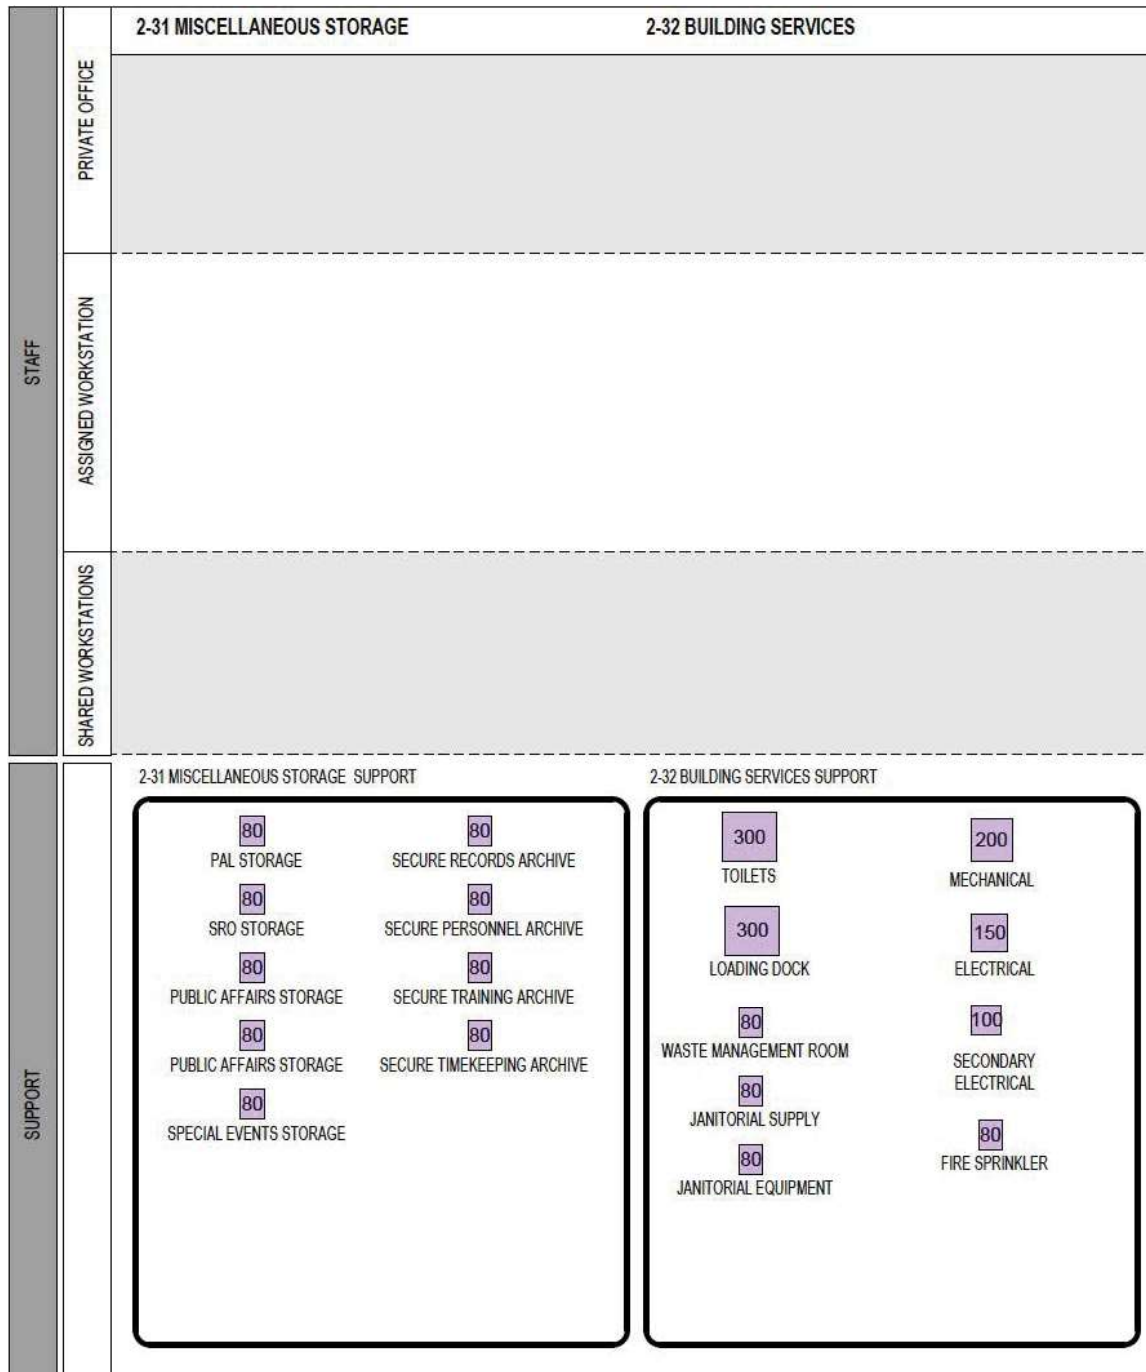 2-31 MISCELLANEOUS STORAGE
2-32 BUILDING SERVICES
STAFF
PRIVATE OFFICE
ASSIGNED WORKSTATION
SHARED WORKSTATIONS
SUPPORT
2-31 MISCELLANEOUS STORAGE SUPPORT
80
PAL STORAGE
80
SRO STORAGE
80
PUBLIC AFFAIRS STORAGE
80
PUBLIC AFFAIRS STORAGE
80
SPECIAL EVENTS STORAGE
80
SECURE RECORDS ARCHIVE
80
SECURE PERSONNEL ARCHIVE
80
SECURE TRAINING ARCHIVE
80
SECURE TIMEKEEPING ARCHIVE
2-32 BUILDING SERVICES SUPPORT
300
TOILETS
300
LOADING DOCK
80
WASTE MANAGEMENT ROOM
80
JANITORIAL SUPPLY
80
JANITORIAL EQUIPMENT
200
MECHANICAL
150
ELECTRICAL
100
SECONDARY
ELECTRICAL
80
FIRE SPRINKLER